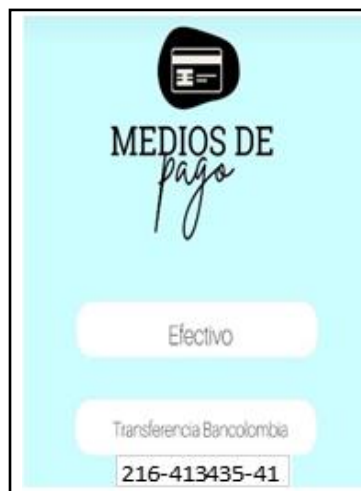 MEDIOS DE
pago
Efectivo
Transferencia Bancolombia
216-413435-41